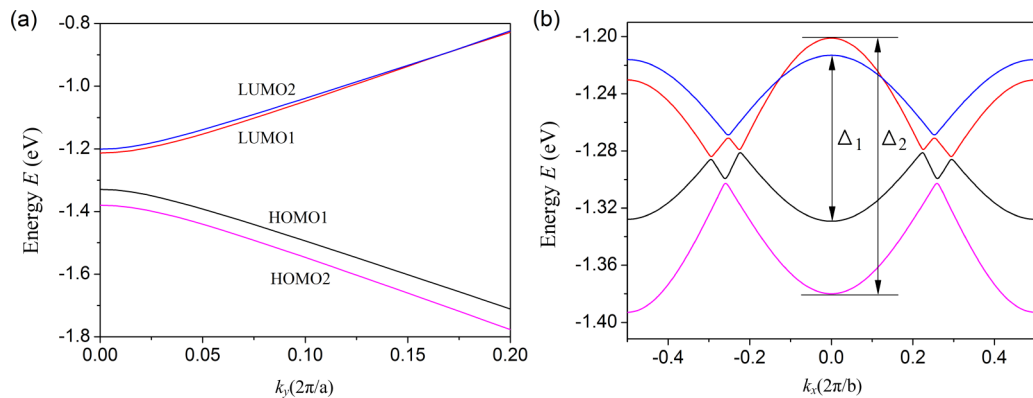 (a)
-0.8
-1.0
-1.2
-1.4
-1.6
-1.8
Energy E (eV)
LUMO2
LUMO1
HOMO1
HOMO2
0.00 0.05 0.10 0.15 0.20
ky(2π/a)
(b)
-1.20
-1.24
-1.28
-1.32
-1.36
-1.40
Energy E (eV)
Δ1 Δ2
-0.4 -0.2 0.0 0.2 0.4
kx(2π/b)